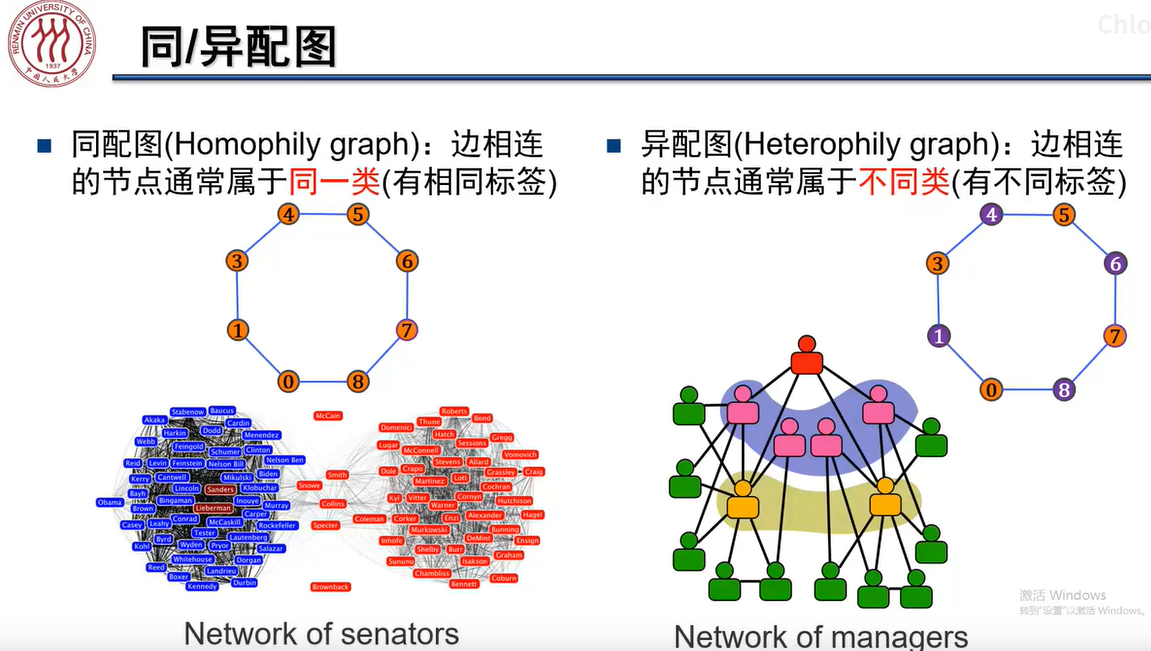 RENMIN UNIVERSITY OF CHINA
1937
中国人民大学
同/异配图
Chlo
同配图(Homophily graph)：边相连
的节点通常属于同一类(有相同标签)
4 5
3 6
1 7
0 8
异配图(Heterophily graph)：边相连
的节点通常属于不同类(有不同标签)
4 5
3 6
1 7
0 8
Stabenow Baucus
Akaka Cardin
Harkin Dodd Menendez
Webb Feingold Schumer Clinton
Reid Levin Feinstein Nelson Bill Nelson Ben
Kerry Cantwell Mikulski Biden
Bayh Lincoln Sanders Klobuchar
Obama Bingaman Inouye Murray
Brown Lieberman Carper
Casey Leahy Conrad McCaskill Rockefeller
Byrd Tester Lautenberg
Kohl Wyden Pryor Salazar
Whitehouse Dorgan
Reed Landrieu
Boxer Durbin
Kennedy
McCain
Smith
Snowe
Collins
Specter Coleman
Brownback
Roberts
Domenici Thune Bond
Hatch Gregg
Lugar McConnell Sessions Voinovich
Stevens Allard
Dole Crapo Grassley Craig
Martinez Lott Cochran
Kyl Vitter Cornyn Hutchison
Warner
Corker Enzi Alexander Hagel
Murkowski Bunning
Inhofe DeMint Ensign
Shelby Burr Graham
Sununu Isakson
Chambliss Coburn
Bennett
Network of senators
Network of managers
激活 Windows
转到"设置"以激活 Windows。